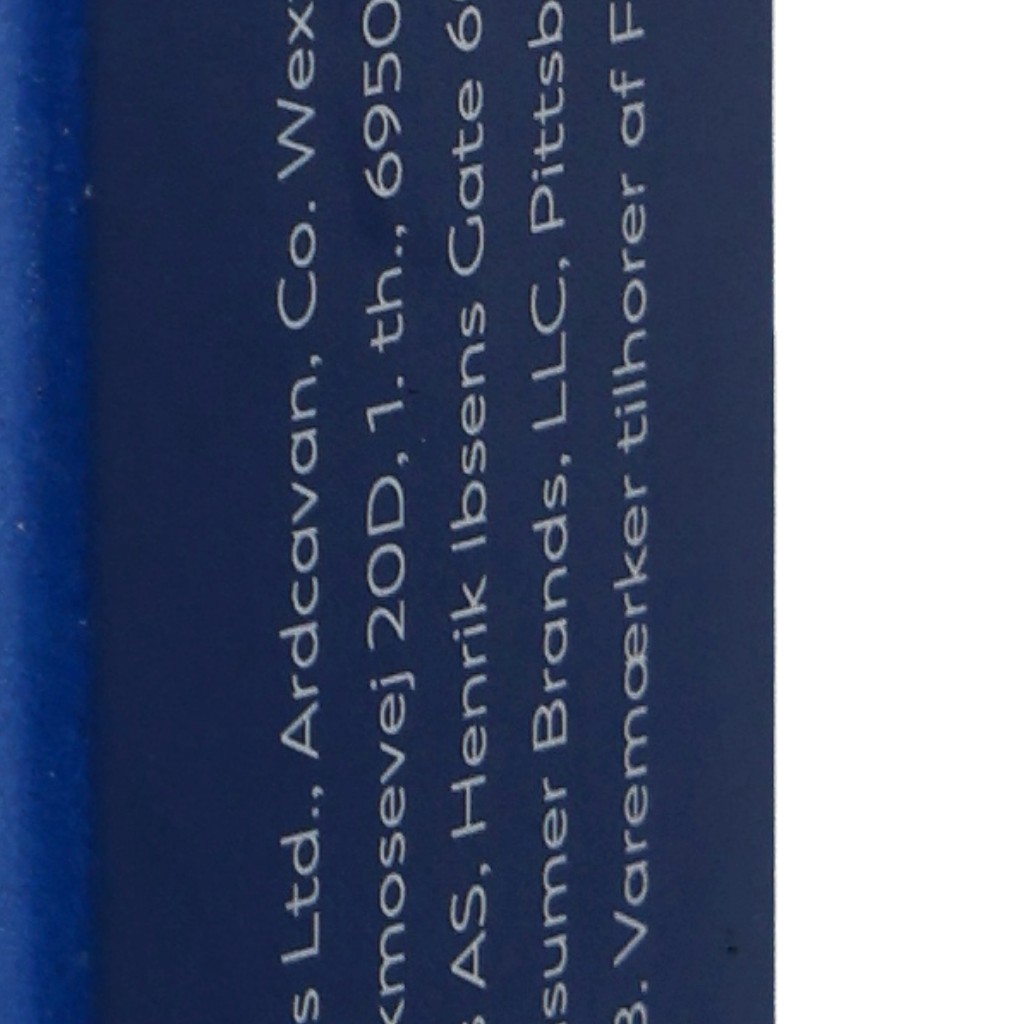 s Ltd., Ardcavan, Co. Wex
kmosevej 20D, 1. th., 6950
s AS, Henrik Ibsens Gate 6
sumer Brands, LLC, Pittsb
3. Varemærker tilhorer af F